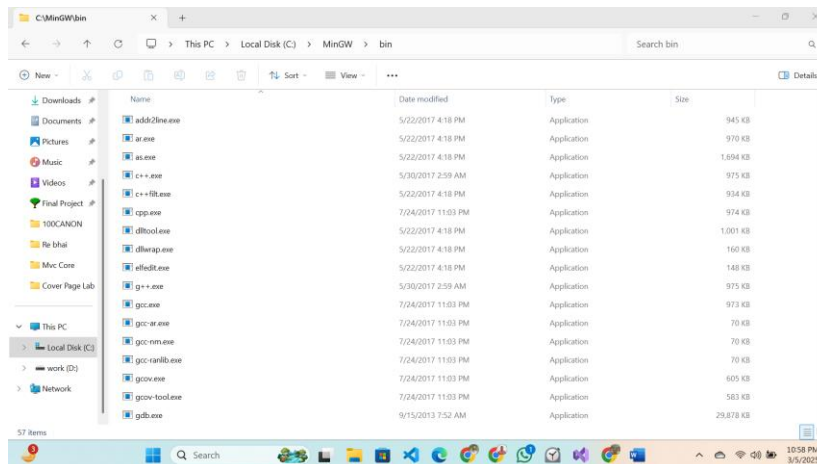 C:\MinGW\bin
This PC > Local Disk (C:) > MinGW > bin
Search bin
New
Sort
View
Details
Downloads
Documents
Pictures
Music
Videos
Final Project
100CANON
Re bhai
Mvc Core
Cover Page Lab
This PC
Local Disk (C:)
work (D:)
Network
Name Date modified Type Size
addr2line.exe 5/22/2017 4:18 PM Application 945 KB
ar.exe 5/22/2017 4:18 PM Application 970 KB
as.exe 5/22/2017 4:18 PM Application 1,694 KB
c++.exe 5/30/2017 2:59 AM Application 975 KB
c++filt.exe 5/22/2017 4:18 PM Application 934 KB
cpp.exe 7/24/2017 11:03 PM Application 974 KB
dlltool.exe 5/22/2017 4:18 PM Application 1,001 KB
dllwrap.exe 5/22/2017 4:18 PM Application 160 KB
elfedit.exe 5/22/2017 4:18 PM Application 148 KB
g++.exe 5/30/2017 2:59 AM Application 975 KB
gcc.exe 7/24/2017 11:03 PM Application 973 KB
gcc-ar.exe 7/24/2017 11:03 PM Application 70 KB
gcc-nm.exe 7/24/2017 11:03 PM Application 70 KB
gcc-ranlib.exe 7/24/2017 11:03 PM Application 70 KB
gcov.exe 7/24/2017 11:03 PM Application 605 KB
gcov-tool.exe 7/24/2017 11:03 PM Application 583 KB
gdb.exe 9/15/2013 7:52 AM Application 29,878 KB
57 items
Search
10:58 PM
3/5/2025